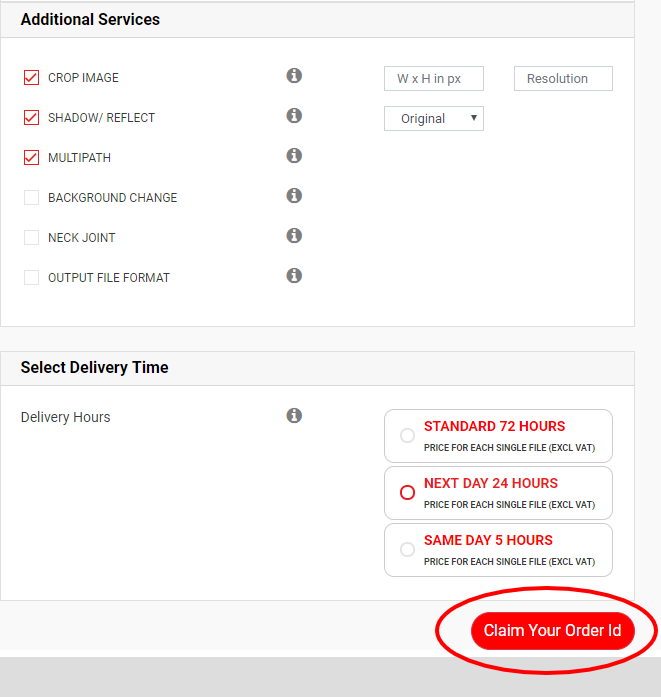 Additional Services
CROP IMAGE
W x H in px
Resolution
SHADOW/ REFLECT
Original
MULTIPATH
BACKGROUND CHANGE
NECK JOINT
OUTPUT FILE FORMAT
Select Delivery Time
Delivery Hours
STANDARD 72 HOURS
PRICE FOR EACH SINGLE FILE (EXCL VAT)
NEXT DAY 24 HOURS
PRICE FOR EACH SINGLE FILE (EXCL VAT)
SAME DAY 5 HOURS
PRICE FOR EACH SINGLE FILE (EXCL VAT)
Claim Your Order Id